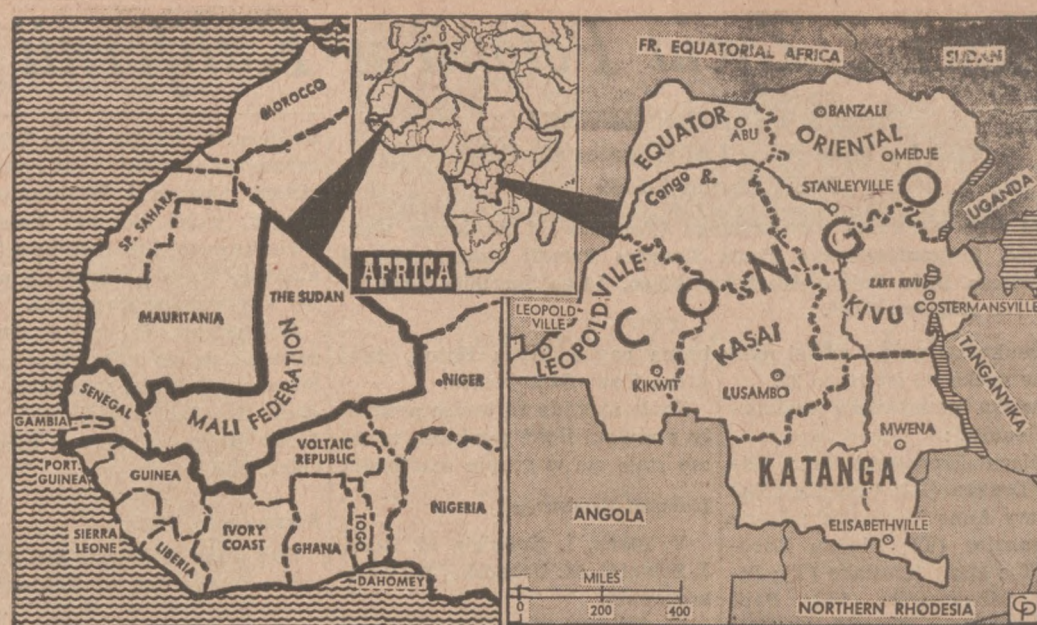 MOROCCO
SP. SAHARA
MAURITANIA
THE SUDAN
MALI FEDERATION
SENEGAL
GAMBIA
PORT.
GUINEA
GUINEA
SIERRA
LEONE
LIBERIA
IVORY
COAST
VOLTAIC
REPUBLIC
GHANA
TOGO
DAHOMEY
NIGER
NIGERIA
AFRICA
FR. EQUATORIAL AFRICA
SUDAN
EQUATOR
ABU
BANZALI
ORIENTAL
MEDJE
STANLEYVILLE
Congo R.
UGANDA
CONGO
LEOPOLDVILLE
LEOPOLD
VILLE
KIKWIT
KASAI
LUSAMBO
LAKE KIVU
KIVU
COSTERMANSVILLE
TANGANYIKA
MWENA
KATANGA
ELISABETHVILLE
ANGOLA
NORTHERN RHODESIA
MILES
0 200 400
CP